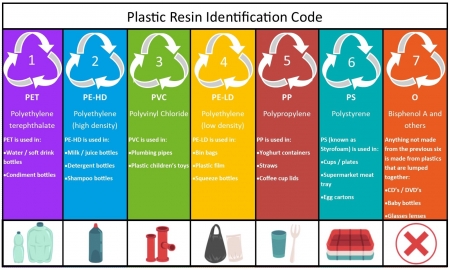 Plastic Resin Identification Code
1
PET
Polyethylene
terephthalate
PET is used in:
•Water / soft drink
bottles
•Condiment bottles
2
PE-HD
Polyethylene
(high density)
PE-HD is used in:
•Milk / juice bottles
•Detergent bottles
•Shampoo bottles
3
PVC
Polyvinyl Chloride
PVC is used in:
•Plumbing pipes
•Plastic children's toys
4
PE-LD
Polyethylene
(low density)
PE-LD is used in:
•Bin bags
•Plastic film
•Squeeze bottles
5
PP
Polypropylene
PP is used in:
•Yoghurt containers
•Straws
•Coffee cup lids
6
PS
Polystyrene
PS (known as
Styrofoam) is used in:
•Cups / plates
•Supermarket meat
tray
•Egg cartons
7
O
Bisphenol A and
others
Anything not made
from the previous six
is made from plastics
that are lumped
together:
•CD's / DVD's
•Baby bottles
•Glasses lenses